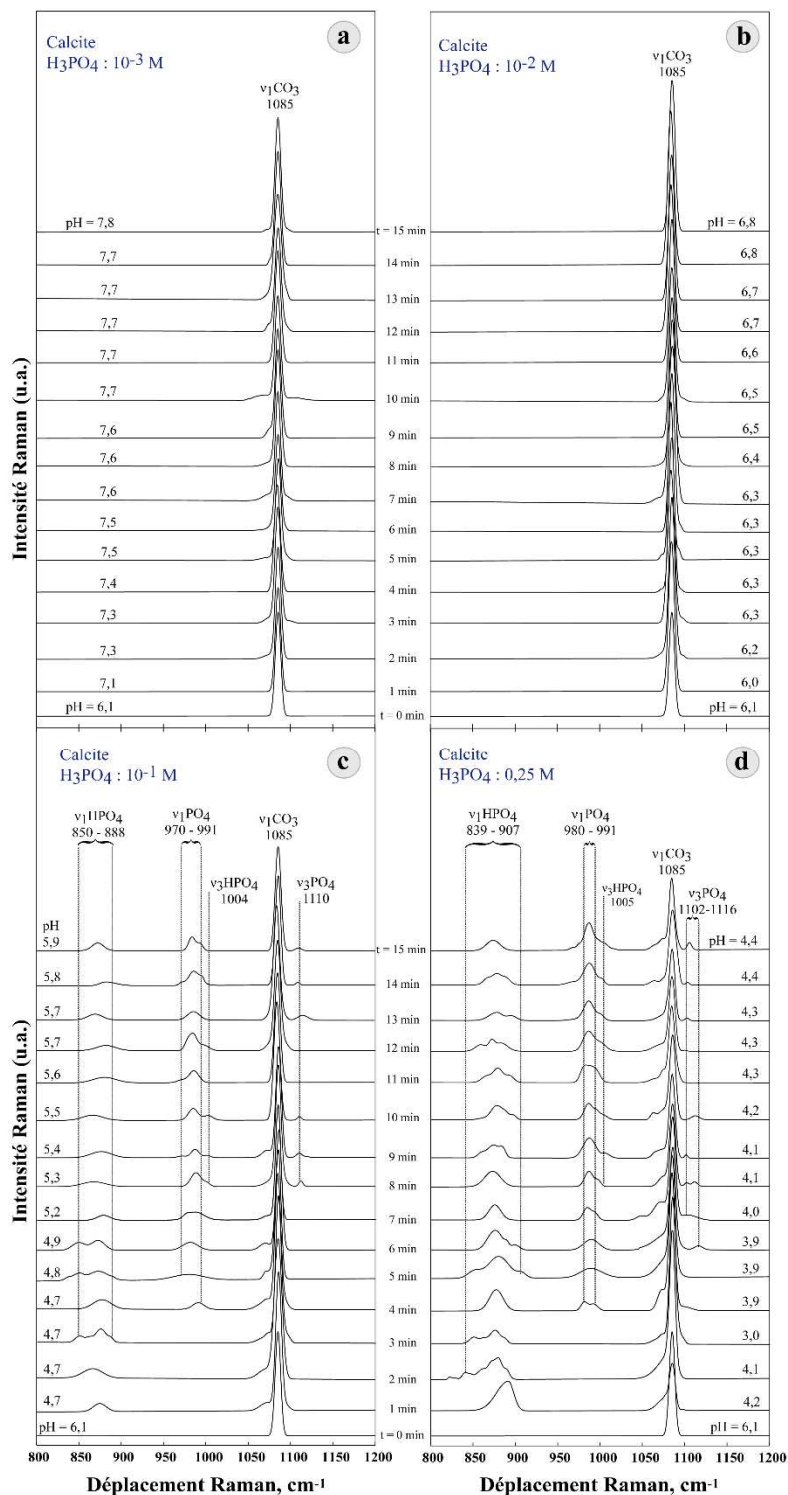 Calcite
H3PO4 : 10-3 M
a
ν1CO3
1085
pH = 7,8
7,7
7,7
7,7
7,7
7,7
7,6
7,6
7,6
7,5
7,5
7,4
7,3
7,3
7,1
pH = 6,1
t = 15 min
14 min
13 min
12 min
11 min
10 min
9 min
8 min
7 min
6 min
5 min
4 min
3 min
2 min
1 min
t = 0 min
Calcite
H3PO4 : 10-2 M
b
ν1CO3
1085
pH = 6,8
6,8
6,7
6,7
6,6
6,5
6,5
6,4
6,3
6,3
6,3
6,3
6,3
6,2
6,0
pH = 6,1
Intensité Raman (u.a.)
Calcite
H3PO4 : 10-1 M
c
ν1HPO4
850 - 888
ν1PO4
970 - 991
ν3HPO4
1004
ν1CO3
1085
ν3PO4
1110
pH
5,9
5,8
5,7
5,7
5,6
5,5
5,4
5,3
5,2
4,9
4,8
4,7
4,7
4,7
4,7
pH = 6,1
t = 15 min
14 min
13 min
12 min
11 min
10 min
9 min
8 min
7 min
6 min
5 min
4 min
3 min
2 min
1 min
t = 0 min
Calcite
H3PO4 : 0,25 M
d
ν1HPO4
839 - 907
ν1PO4
980 - 991
ν3HPO4
1005
ν1CO3
1085
ν3PO4
1102-1116
pH = 4,4
4,4
4,3
4,3
4,3
4,2
4,1
4,1
4,0
3,9
3,9
3,9
3,0
4,1
4,2
pH = 6,1
Intensité Raman (u.a.)
800 850 900 950 1000 1050 1100 1150 1200
800 850 900 950 1000 1050 1100 1150 1200
Déplacement Raman, cm-1
Déplacement Raman, cm-1